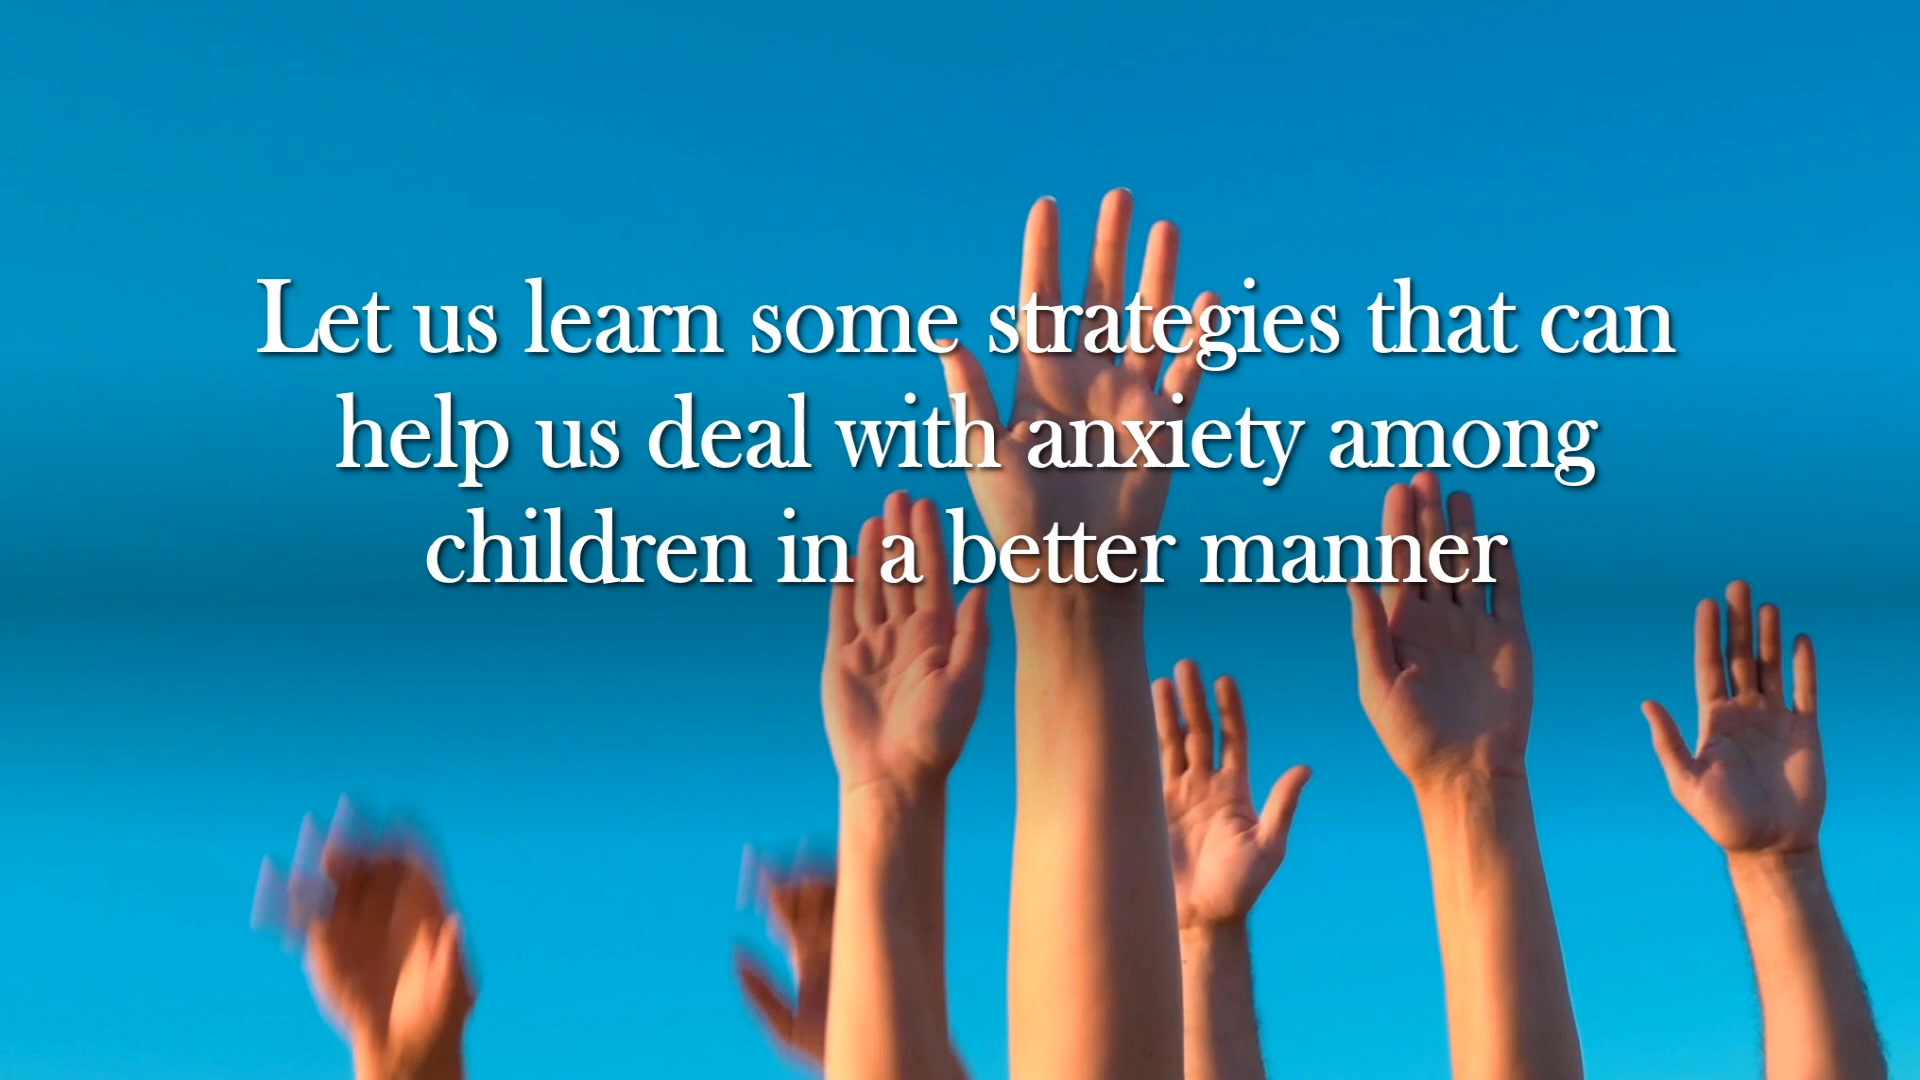 Let us learn some strategies that can
help us deal with anxiety among
children in a better manner